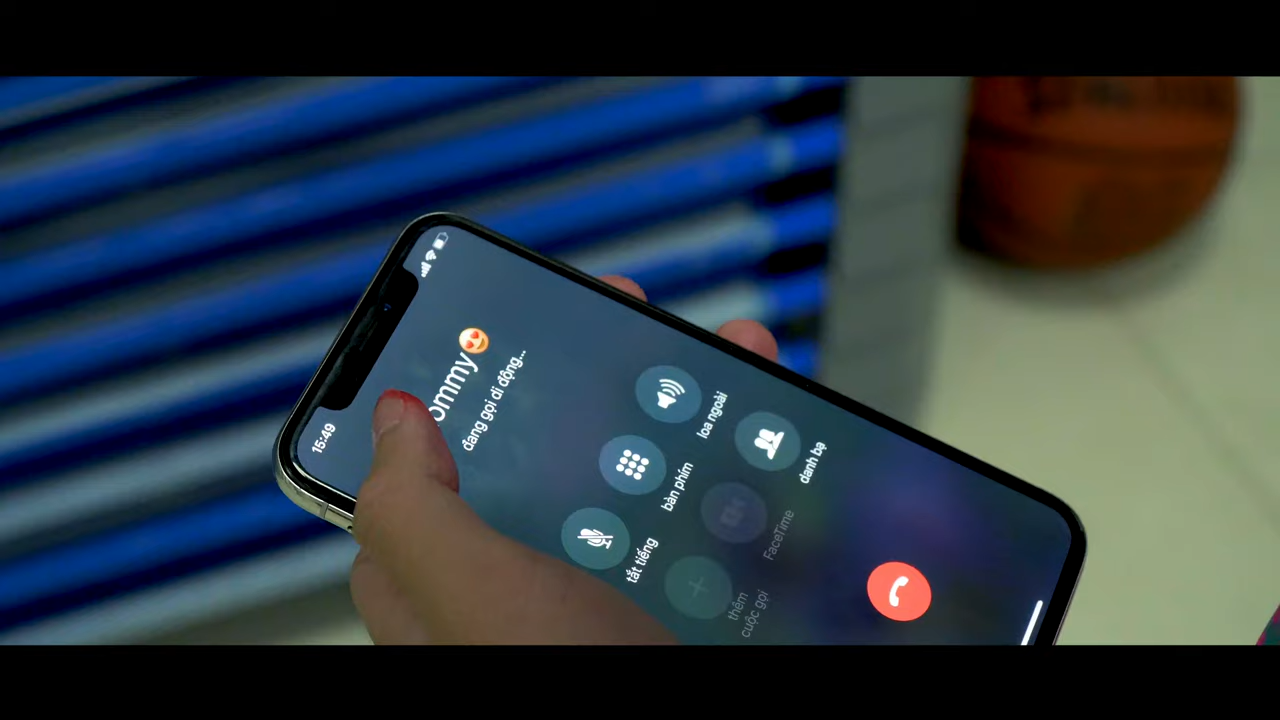 15:49
ommy😍
đang gọi di động...
tắt tiếng
bàn phím
loa ngoài
thêm
cuộc gọi
FaceTime
danh bạ